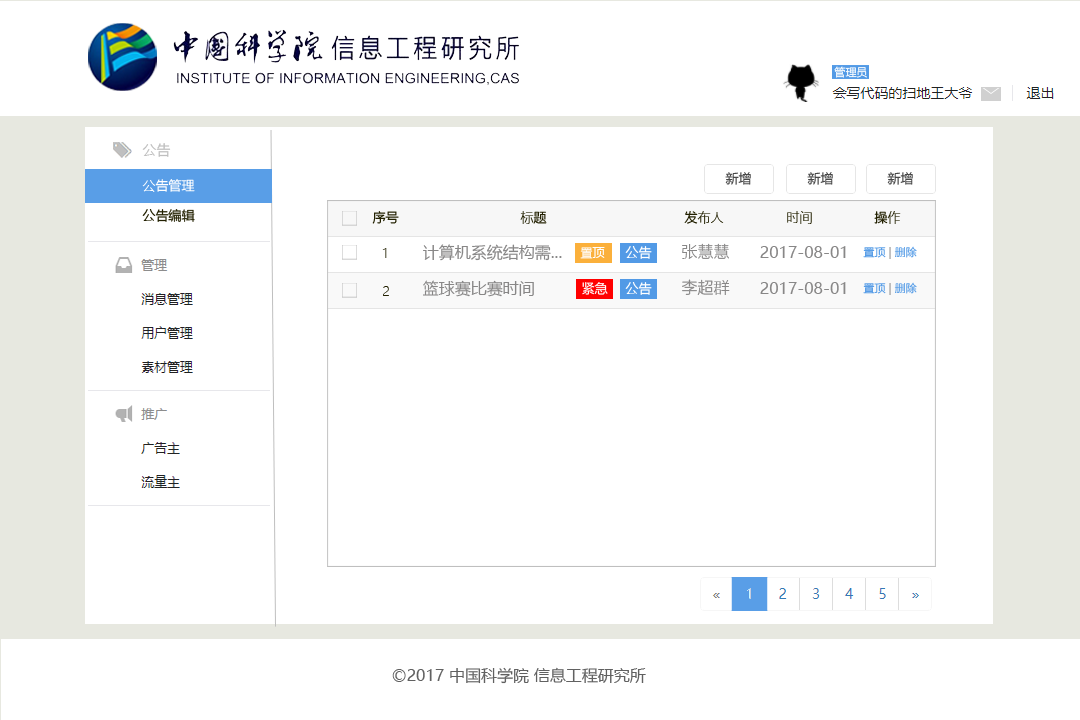 中国科学院 信息工程研究所
INSTITUTE OF INFORMATION ENGINEERING,CAS
管理员
会写代码的扫地王大爷 退出
公告
公告管理
公告编辑
管理
消息管理
用户管理
素材管理
推广
广告主
流量主
新增 新增 新增
序号 标题 发布人 时间 操作
1 计算机系统结构需... 置顶 公告 张慧慧 2017-08-01 置顶 | 删除
2 篮球赛比赛时间 紧急 公告 李超群 2017-08-01 置顶 | 删除
« 1 2 3 4 5 »
©2017 中国科学院 信息工程研究所